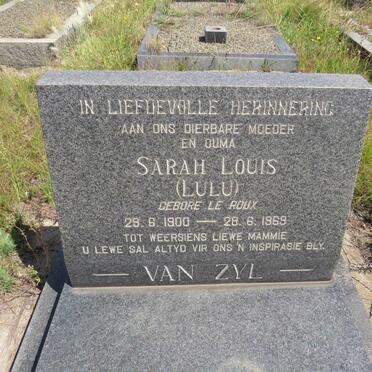 IN LIEFDEVOLLE HERINNERING
AAN ONS DIERBARE MOEDER
EN OUMA
SARAH LOUIS
(LULU)
GEBORE LE ROUX
29. 6. 1900 — 28. 6. 1969
TOT WEERSIENS LIEWE MAMMIE
U LEWE SAL ALTYD VIR ONS 'N INSPIRASIE BLY.
— VAN ZYL —